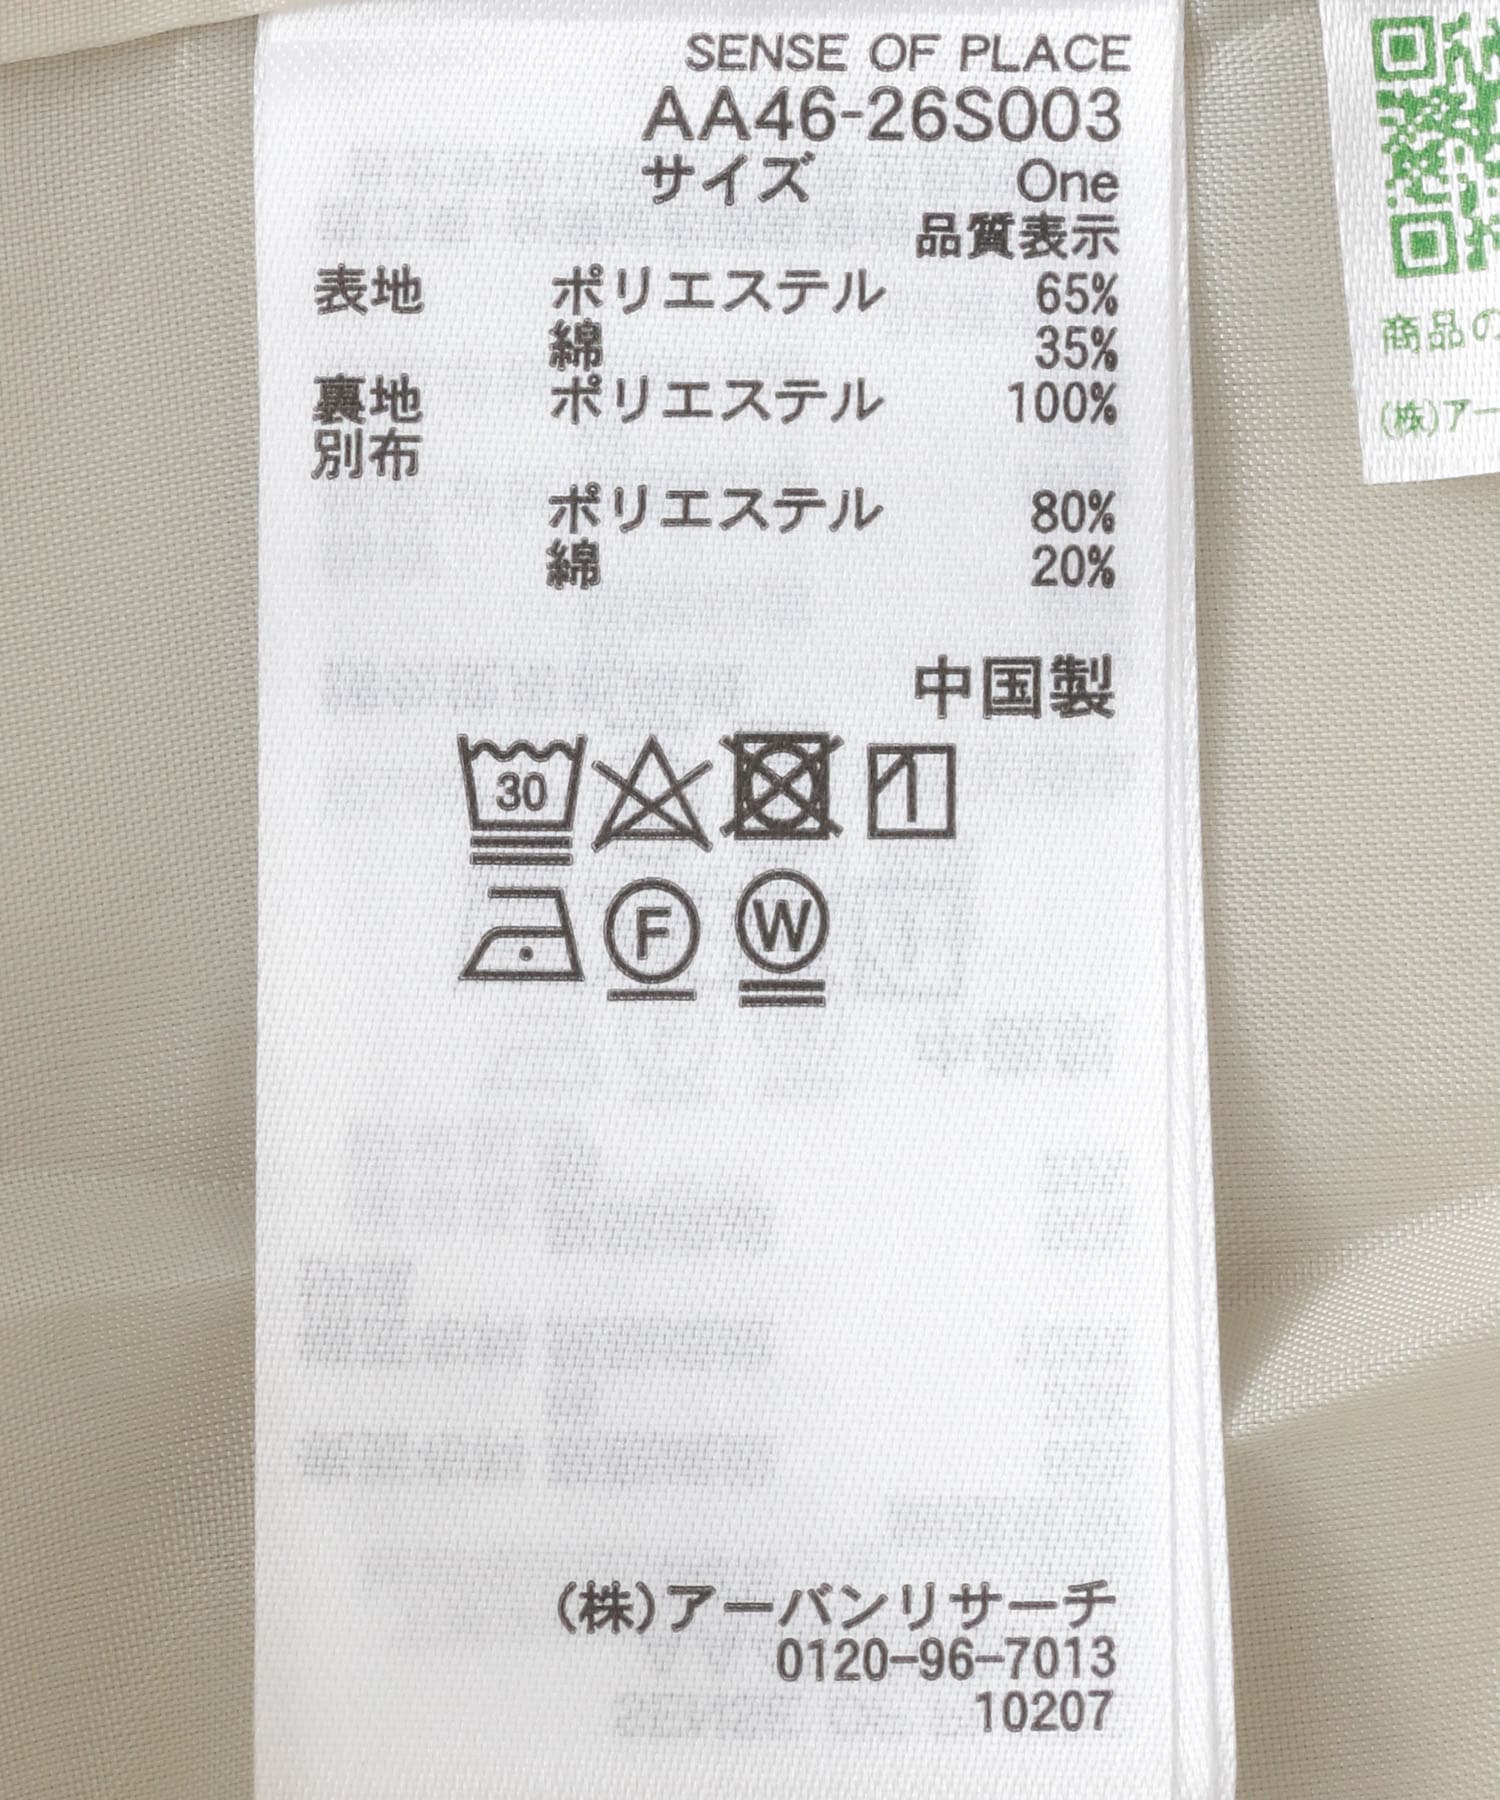 SENSE OF PLACE
AA46-26S003
サイズ One
品質表示
表地 ポリエステル 65%
綿 35%
裏地 ポリエステル 100%
別布
ポリエステル 80%
綿 20%
中国製
30
F W
(株)アーバンリサーチ
0120-96-7013
10207
商品の
(株)アー